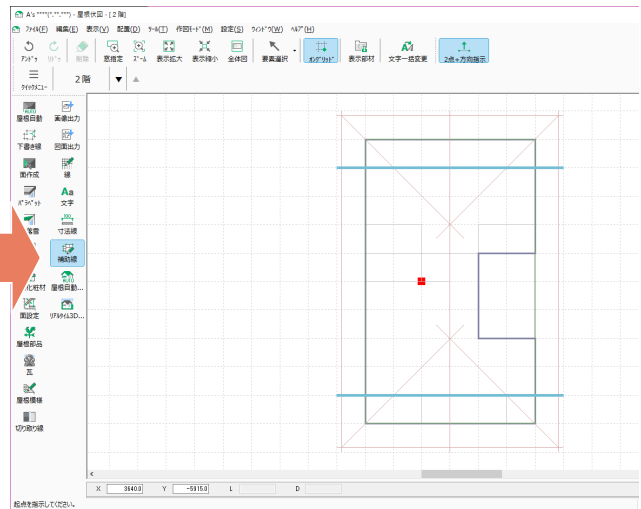 A's ****(*.**.***) - 屋根伏図 - [2階]
ファイル(F) 編集(E) 表示(V) 配置(D) ツール(T) 作図モード(M) 設定(S) ウィンドウ(W) ヘルプ(H)
アンドゥ リドゥ 削除 窓指定 ズーム 表示拡大 表示縮小 全体図 要素選択 オングリッド 表示部材 文字一括変更 2点+方向指示
クイックメニュー 2階
屋根自動 画像出力
下書き線 図面出力
面作成 線
パラペット 文字
落雪 寸法線
補助線
化粧材 屋根自動...
面設定 リアルタイム3D...
屋根部品
瓦
屋根模様
切り取り線
X 3640.0 Y -5915.0 L D
起点を指示してください。